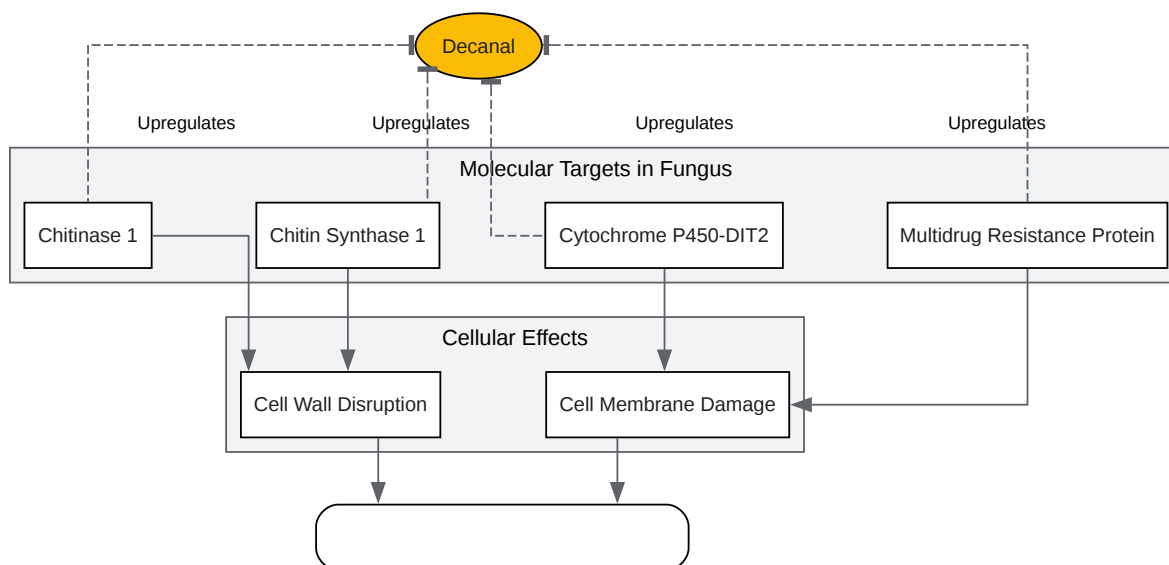 Decanal
Upregulates
Upregulates
Upregulates
Upregulates
Molecular Targets in Fungus
Chitinase 1
Chitin Synthase 1
Cytochrome P450-DIT2
Multidrug Resistance Protein
Cellular Effects
Cell Wall Disruption
Cell Membrane Damage